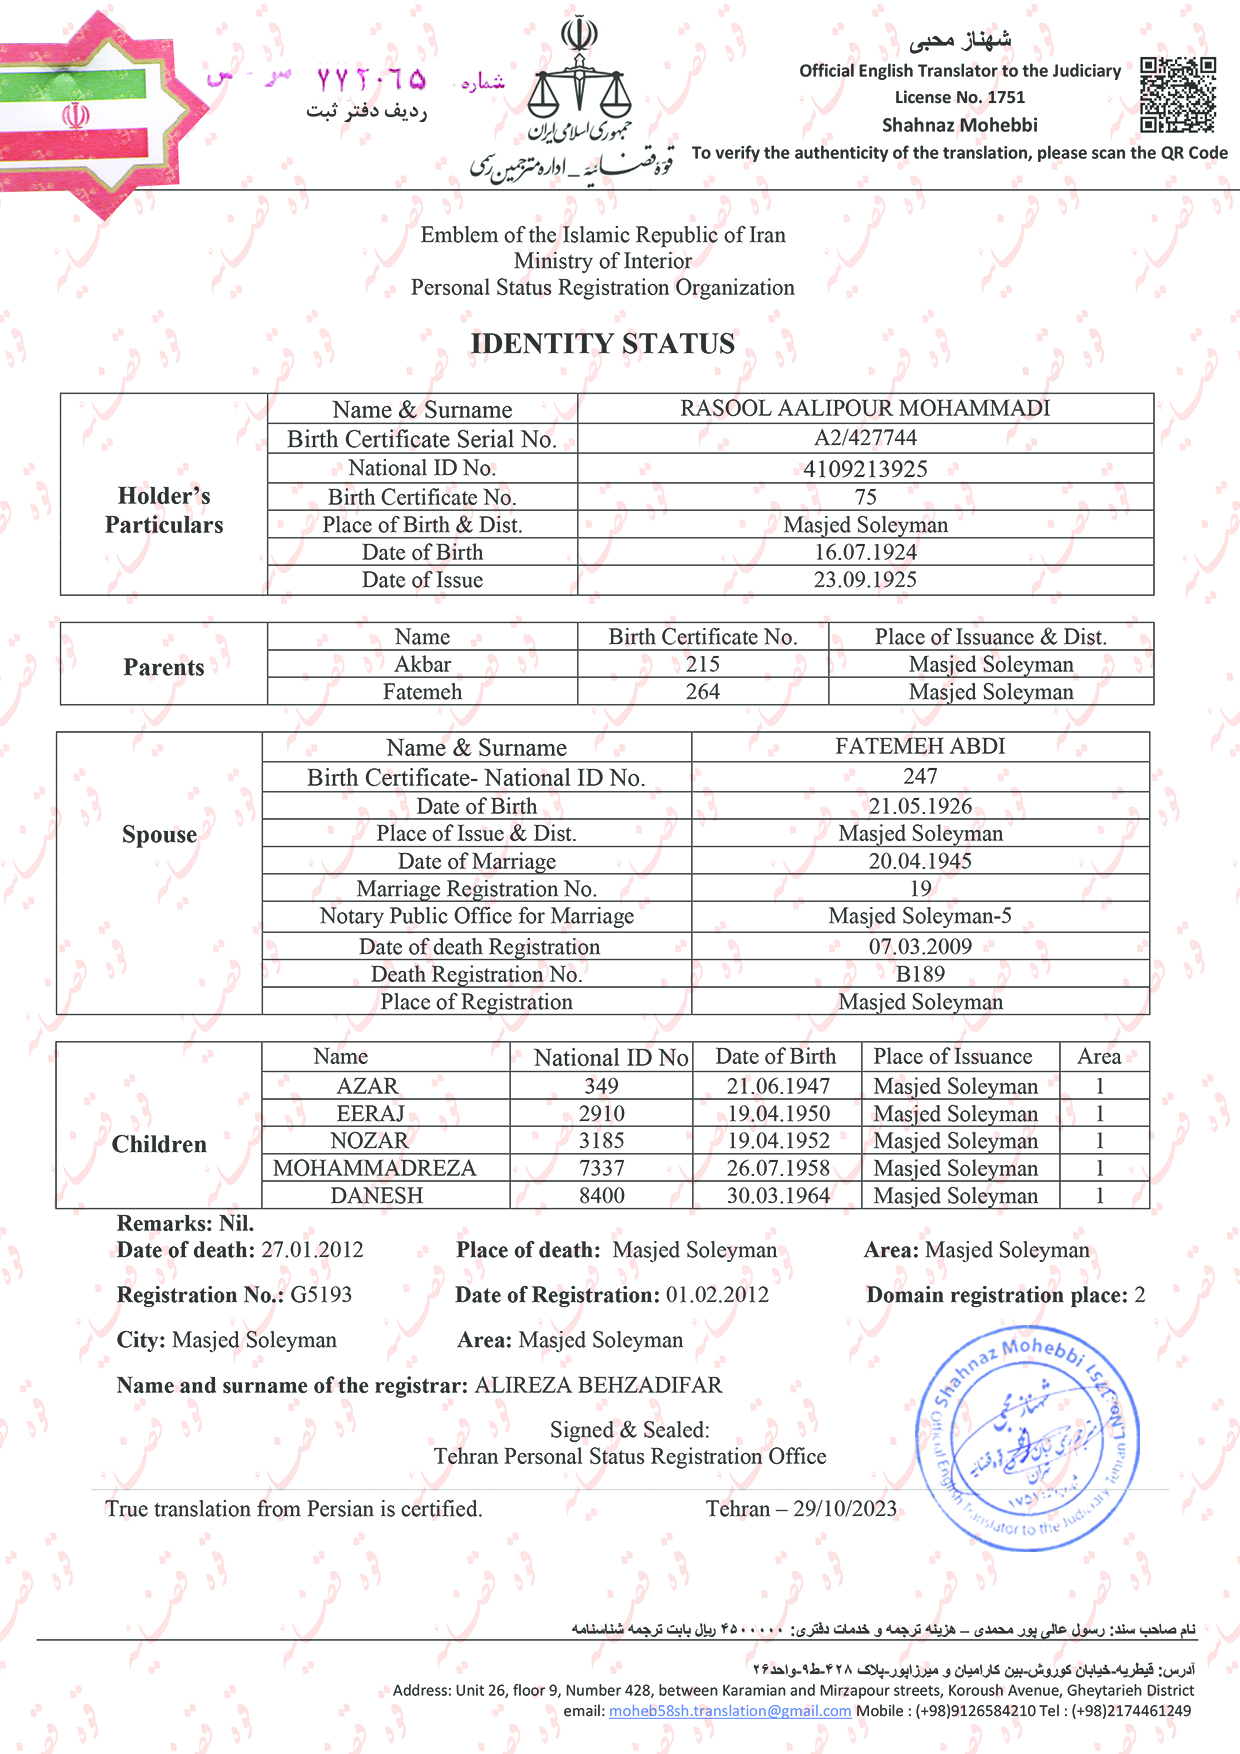 شماره ۷۷۲۰۶۵ س - س
ردیف دفتر ثبت
جمهوری اسلامی ایران
قوه قضائیه - اداره مترجمین رسمی
شهناز محبی
Official English Translator to the Judiciary
License No. 1751
Shahnaz Mohebbi
To verify the authenticity of the translation, please scan the QR Code
Emblem of the Islamic Republic of Iran
Ministry of Interior
Personal Status Registration Organization
IDENTITY STATUS
Holder's Particulars
Name & Surname RASOOL AALIPOUR MOHAMMADI
Birth Certificate Serial No. A2/427744
National ID No. 4109213925
Birth Certificate No. 75
Place of Birth & Dist. Masjed Soleyman
Date of Birth 16.07.1924
Date of Issue 23.09.1925
Parents
Name Birth Certificate No. Place of Issuance & Dist.
Akbar 215 Masjed Soleyman
Fatemeh 264 Masjed Soleyman
Spouse
Name & Surname FATEMEH ABDI
Birth Certificate- National ID No. 247
Date of Birth 21.05.1926
Place of Issue & Dist. Masjed Soleyman
Date of Marriage 20.04.1945
Marriage Registration No. 19
Notary Public Office for Marriage Masjed Soleyman-5
Date of death Registration 07.03.2009
Death Registration No. B189
Place of Registration Masjed Soleyman
Children
Name National ID No Date of Birth Place of Issuance Area
AZAR 349 21.06.1947 Masjed Soleyman 1
EERAJ 2910 19.04.1950 Masjed Soleyman 1
NOZAR 3185 19.04.1952 Masjed Soleyman 1
MOHAMMADREZA 7337 26.07.1958 Masjed Soleyman 1
DANESH 8400 30.03.1964 Masjed Soleyman 1
Remarks: Nil.
Date of death: 27.01.2012 Place of death: Masjed Soleyman Area: Masjed Soleyman
Registration No.: G5193 Date of Registration: 01.02.2012 Domain registration place: 2
City: Masjed Soleyman Area: Masjed Soleyman
Name and surname of the registrar: ALIREZA BEHZADIFAR
Signed & Sealed:
Tehran Personal Status Registration Office
True translation from Persian is certified. Tehran – 29/10/2023
Shahnaz Mohebbi L.No. 1751
Official English Translator to the Judiciary, Tehran
شهناز محبی
تهران
نام صاحب سند: رسول عالی پور محمدی – هزینه ترجمه و خدمات دفتری: ۴۵۰۰۰۰۰ ریال بابت ترجمه شناسنامه
آدرس: قیطریه-خیابان کوروش-بین کارامیان و میرزاپور-پلاک ۴۲۸-ط۹-واحد۲۶
Address: Unit 26, floor 9, Number 428, between Karamian and Mirzapour streets, Koroush Avenue, Gheytarieh District
email: moheb58sh.translation@gmail.com Mobile : (+98)9126584210 Tel : (+98)2174461249